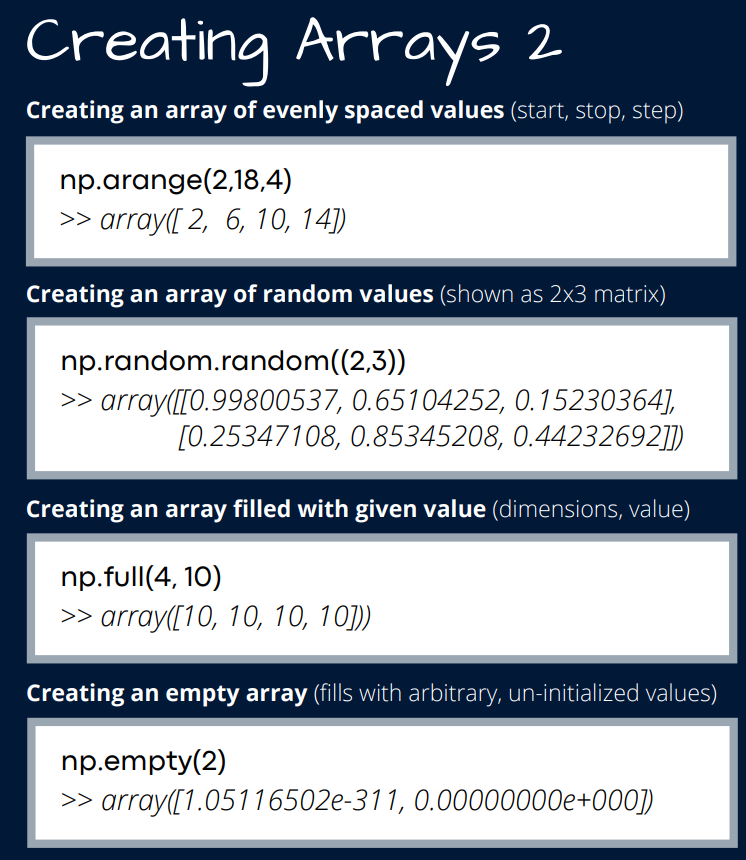 Creating Arrays 2
Creating an array of evenly spaced values (start, stop, step)
np.arange(2,18,4)
>> array([ 2,  6, 10, 14])
Creating an array of random values (shown as 2x3 matrix)
np.random.random((2,3))
>> array([[0.99800537, 0.65104252, 0.15230364],
[0.25347108, 0.85345208, 0.44232692]])
Creating an array filled with given value (dimensions, value)
np.full(4, 10)
>> array([10, 10, 10, 10]))
Creating an empty array (fills with arbitrary, un-initialized values)
np.empty(2)
>> array([1.05116502e-311, 0.00000000e+000])